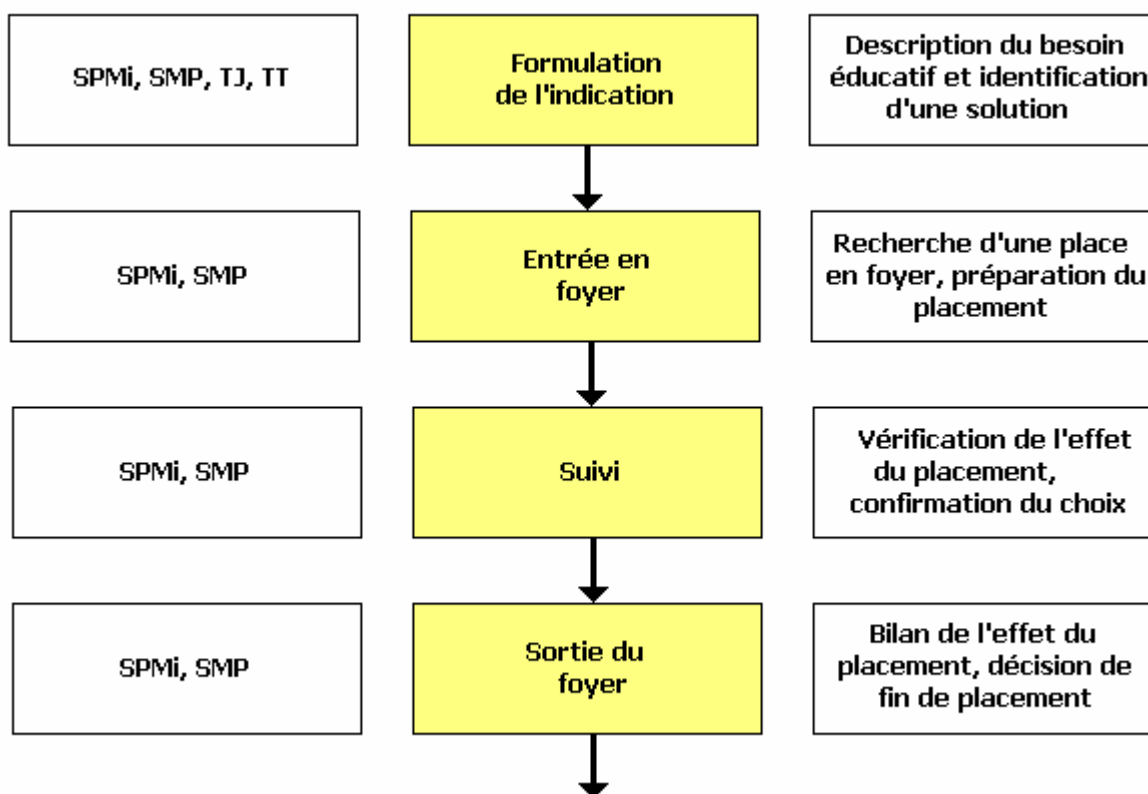 SPMi, SMP, TJ, TT
Formulation
de l'indication
Description du besoin
éducatif et identification
d'une solution
SPMi, SMP
Entrée en
foyer
Recherche d'une place
en foyer, préparation du
placement
SPMi, SMP
Suivi
Vérification de l'effet
du placement,
confirmation du choix
SPMi, SMP
Sortie du
foyer
Bilan de l'effet du
placement, décision de
fin de placement